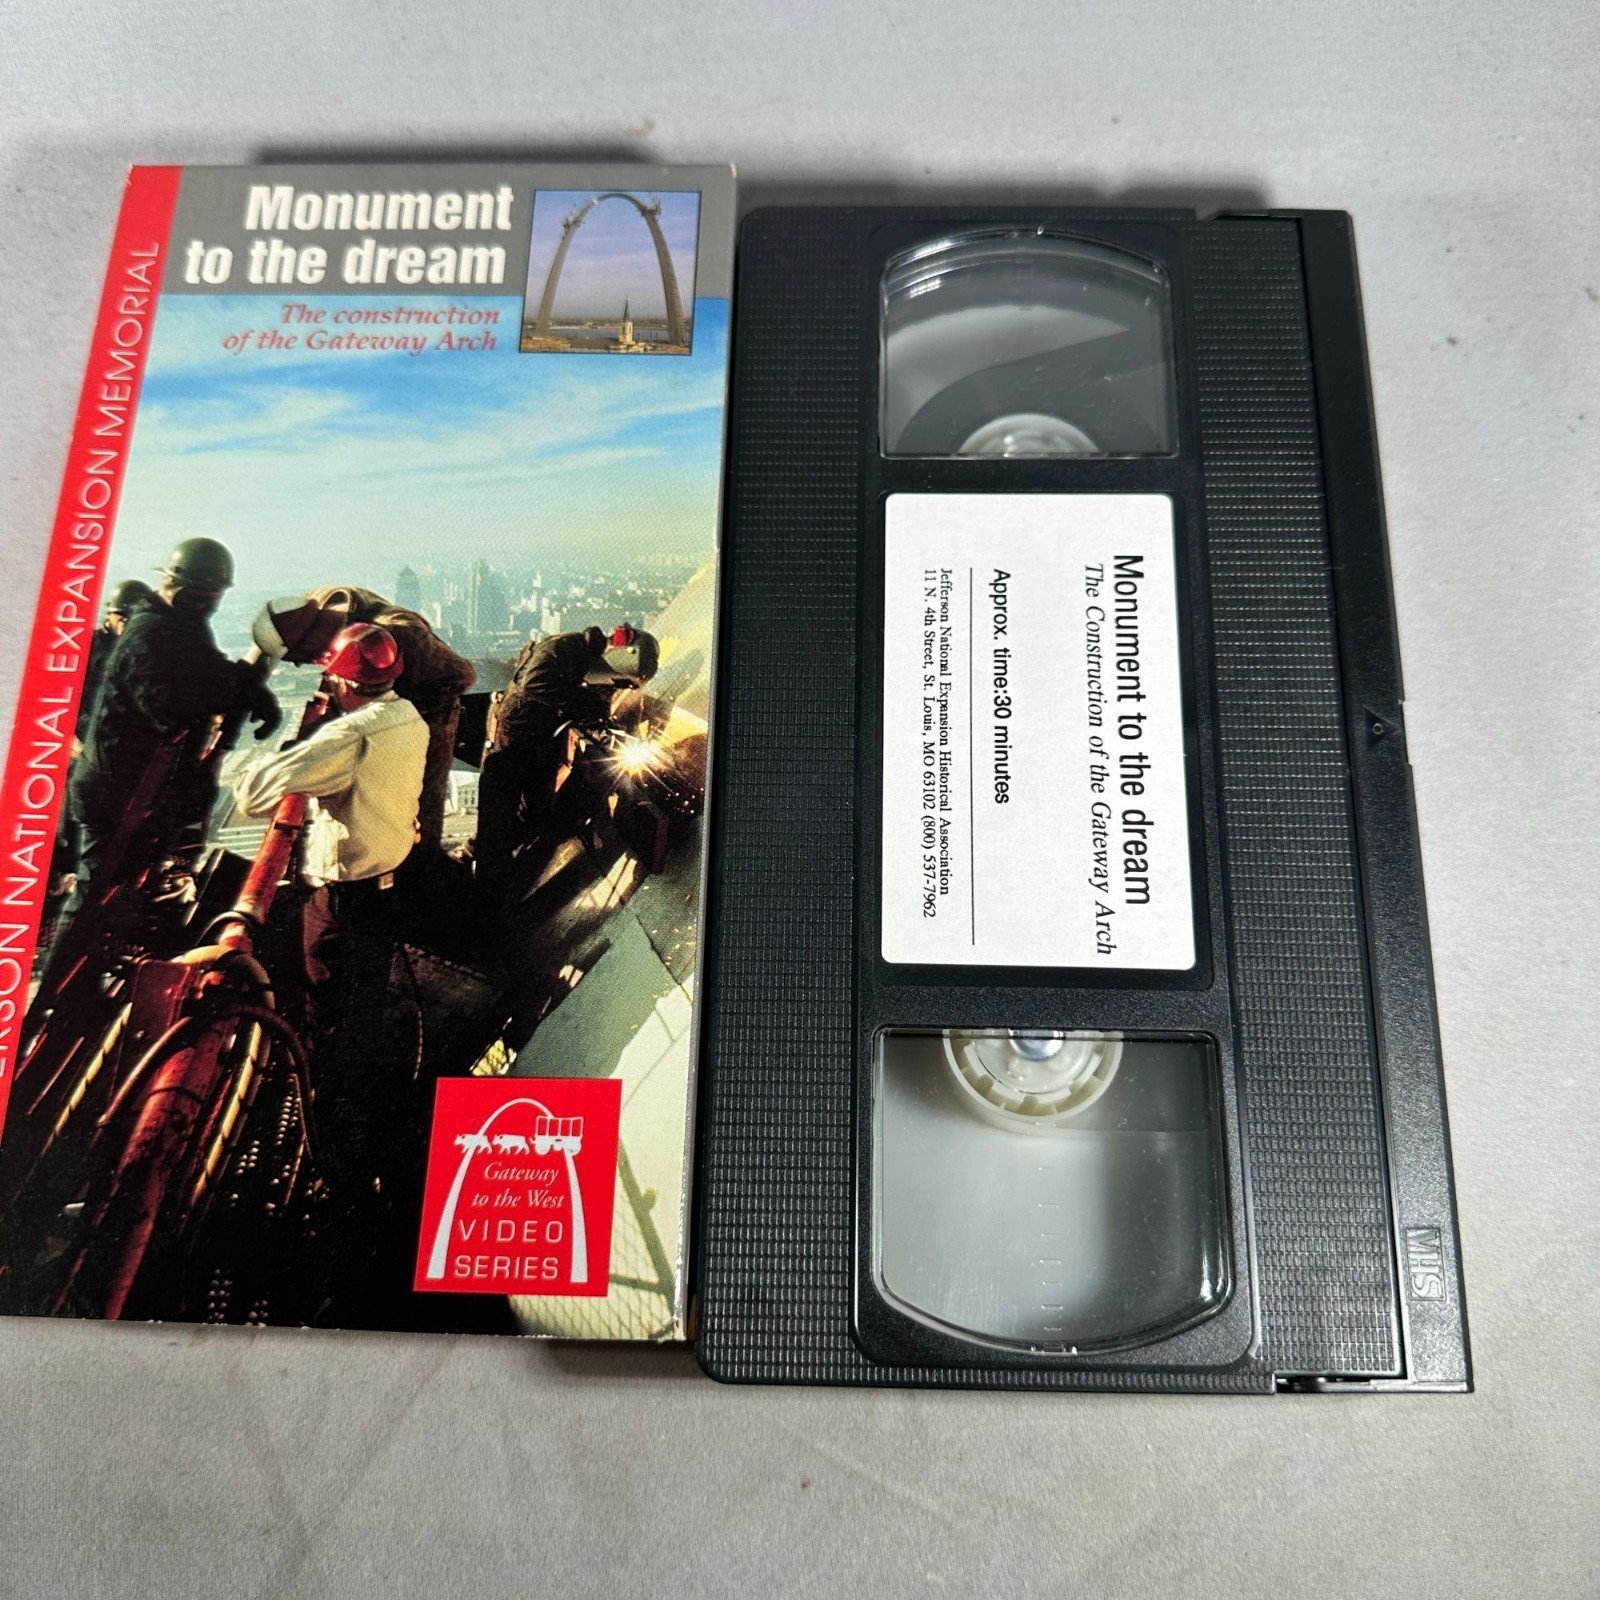 Monument
to the dream
The construction
of the Gateway Arch
NATIONAL EXPANSION MEMORIAL
Gateway
to the West
VIDEO
SERIES
Monument to the dream
The Construction of the Gateway Arch
Approx. time:30 minutes
Jefferson National Expansion Historical Association
11 N. 4th Street, St. Louis, MO 63102 (800) 537-7962
VHS